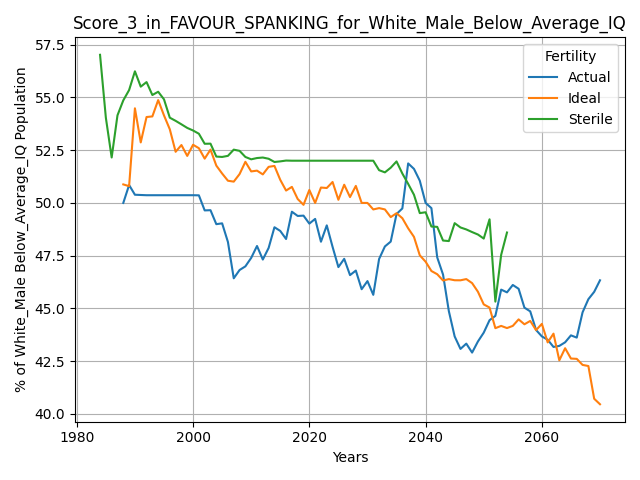 Score_3_in_FAVOUR_SPANKING_for_White_Male_Below_Average_IQ
% of White_Male Below_Average_IQ Population
57.5
55.0
52.5
50.0
47.5
45.0
42.5
40.0
Fertility
Actual
Ideal
Sterile
1980
2000
2020
2040
2060
Years